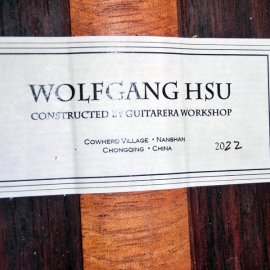 WOLFGANG HSU
CONSTRUCTED BY GUITARERA WORKSHOP
COWHERD VILLAGE • NANSHAN
CHONGQING • CHINA
2022